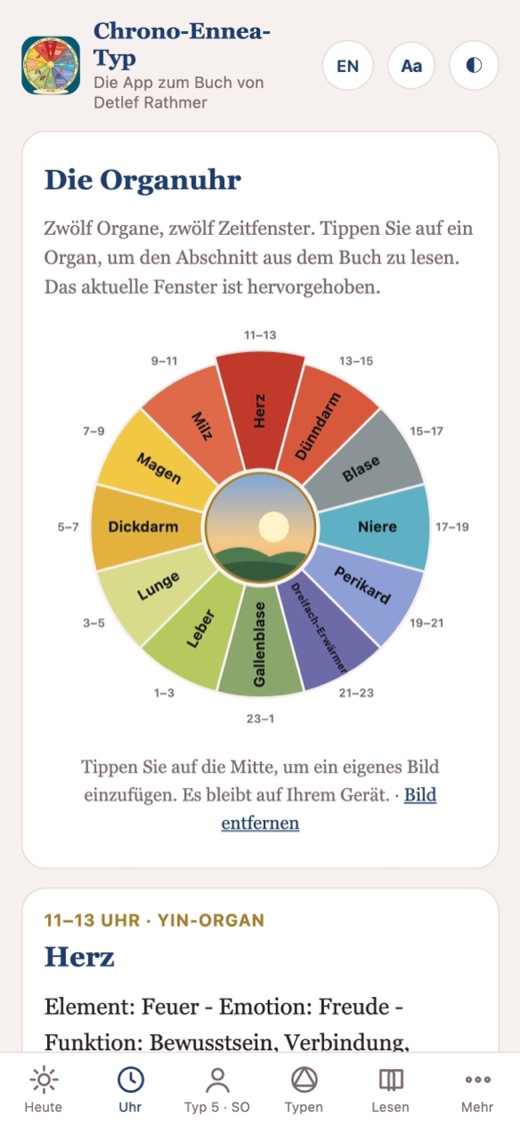 Chrono-Ennea-
Typ
Die App zum Buch von
Detlef Rathmer
EN
Aa
Die Organuhr
Zwölf Organe, zwölf Zeitfenster. Tippen Sie auf ein
Organ, um den Abschnitt aus dem Buch zu lesen.
Das aktuelle Fenster ist hervorgehoben.
11–13
13–15
15–17
17–19
19–21
21–23
23–1
1–3
3–5
5–7
7–9
9–11
Herz
Dünndarm
Blase
Niere
Perikard
Dreifach-Erwärmer
Gallenblase
Leber
Lunge
Dickdarm
Magen
Milz
Tippen Sie auf die Mitte, um ein eigenes Bild
einzufügen. Es bleibt auf Ihrem Gerät. · Bild
entfernen
11–13 UHR · YIN-ORGAN
Herz
Element: Feuer - Emotion: Freude -
Funktion: Bewusstsein, Verbindung,
Heute
Uhr
Typ 5 · SO
Typen
Lesen
Mehr